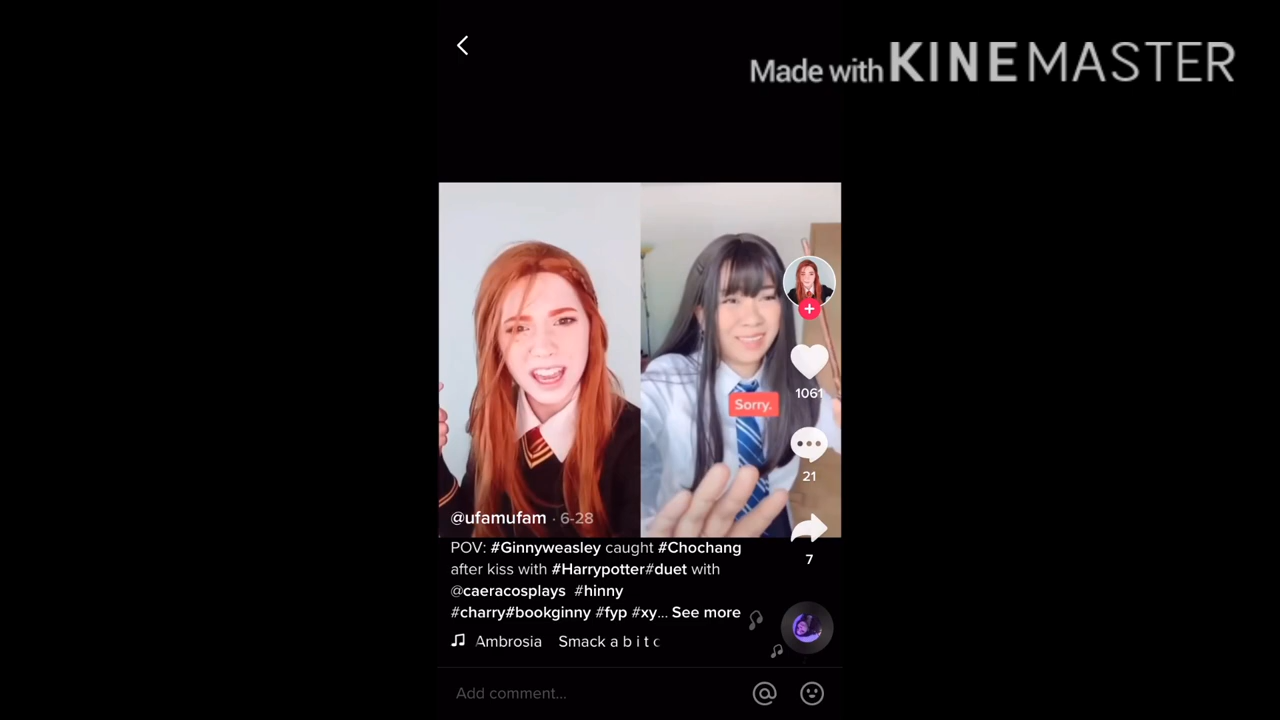 Made with KINEMASTER
Sorry.
1061
21
7
@ufamufam · 6-28
POV: #Ginnyweasley caught #Chochang
after kiss with #Harrypotter#duet with
@caeracosplays #hinny
#charry#bookginny #fyp #xy... See more
Ambrosia Smack a b i t c
Add comment...